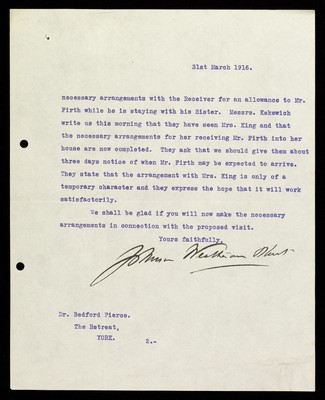 31st March 1916.
necessary arrangements with the Receiver for an allowance to Mr.
Firth while he is staying with his Sister. Messrs. Kekewich
write us this morning that they have seen Mrs. King and that
the necessary arrangements for her receiving Mr. Firth into her
house are now completed. They ask that we should give them about
three days notice of when Mr. Firth may be expected to arrive.
They state that the arrangement with Mrs. King is only of a
temporary character and they express the hope that it will work
satisfactorily.
We shall be glad if you will now make the necessary
arrangements in connection with the proposed visit.
Yours faithfully,
Johnson Weatherall
Dr. Bedford Pierce.
The Retreat,
YORK.
2.-